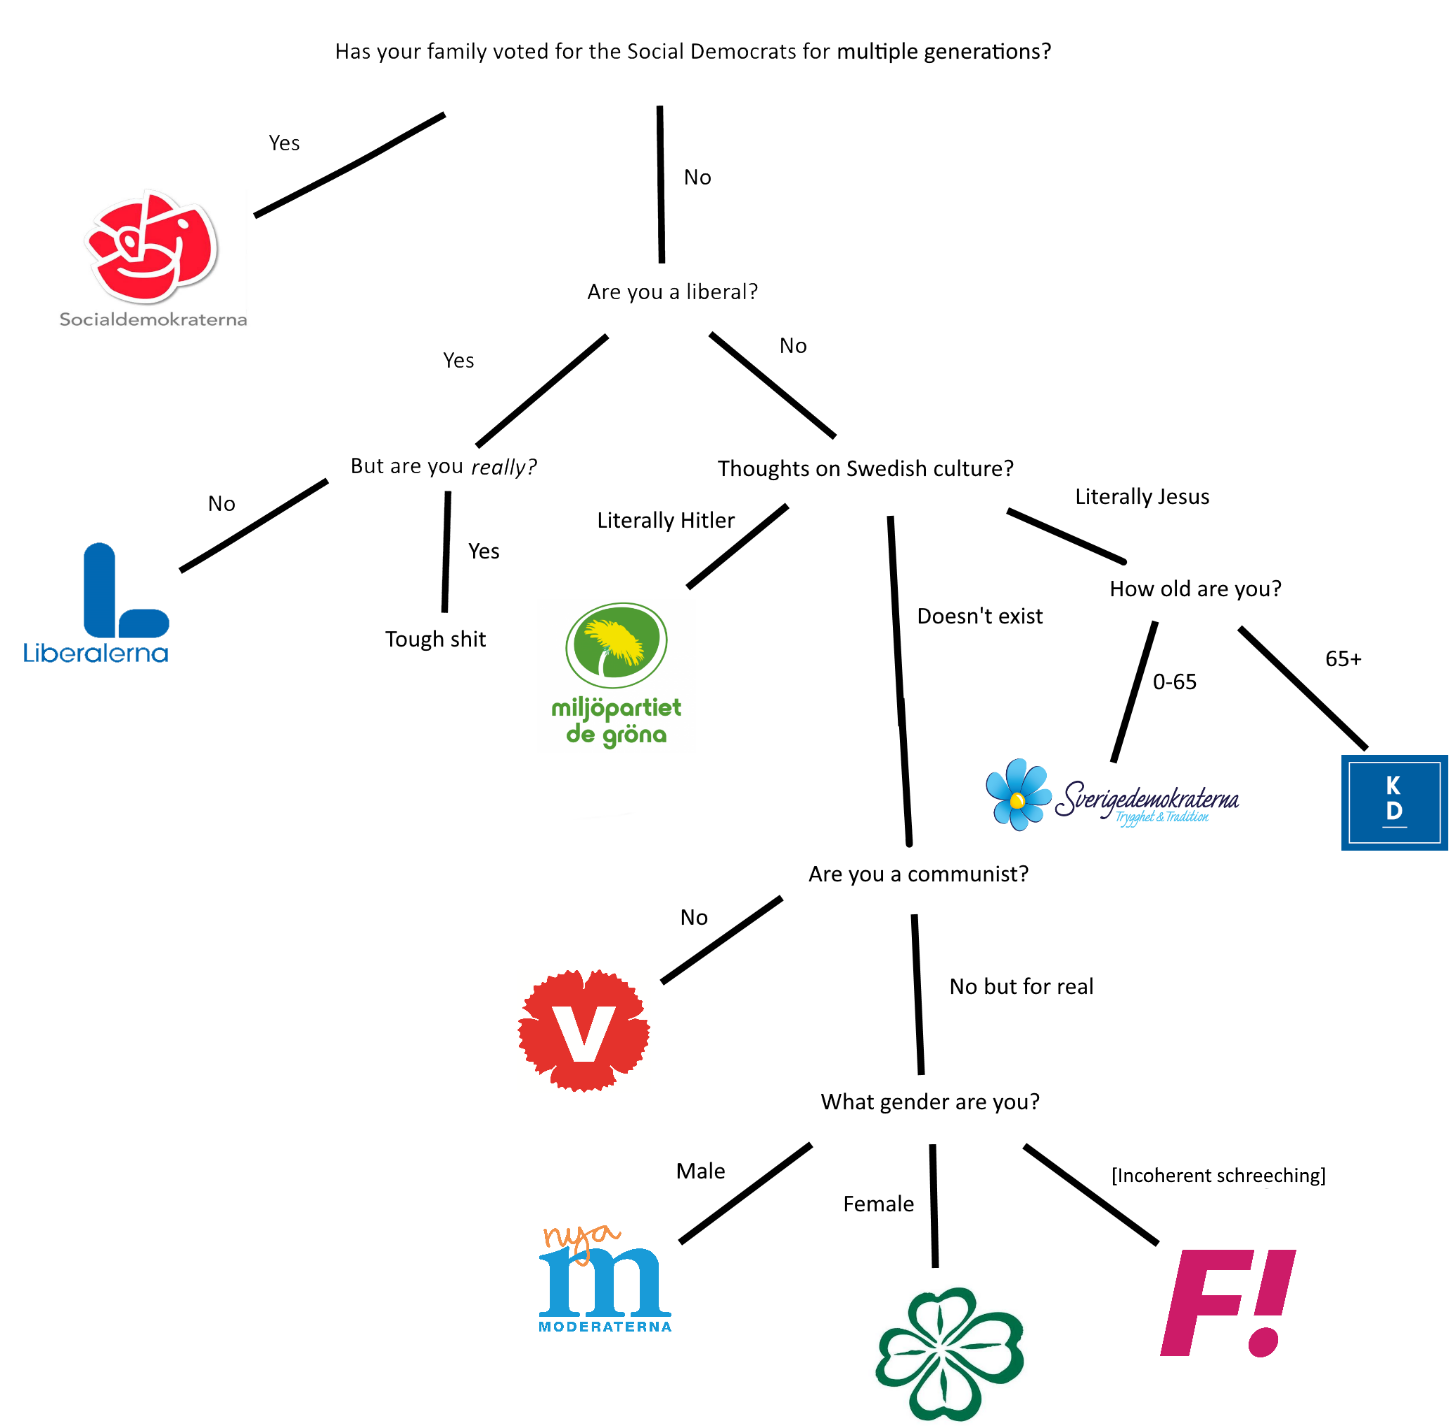 Has your family voted for the Social Democrats for multiple generations?
Yes
No
Socialdemokraterna
Are you a liberal?
Yes
No
But are you really?
Thoughts on Swedish culture?
No
Yes
Literally Hitler
Literally Jesus
Liberalerna
Tough shit
Doesn't exist
How old are you?
0-65
65+
miljöpartiet
de gröna
Sverigedemokraterna
Trygghet & Tradition
K
D
Are you a communist?
No
No but for real
V
What gender are you?
Male
Female
[Incoherent schreeching]
nya
m
MODERATERNA
F!